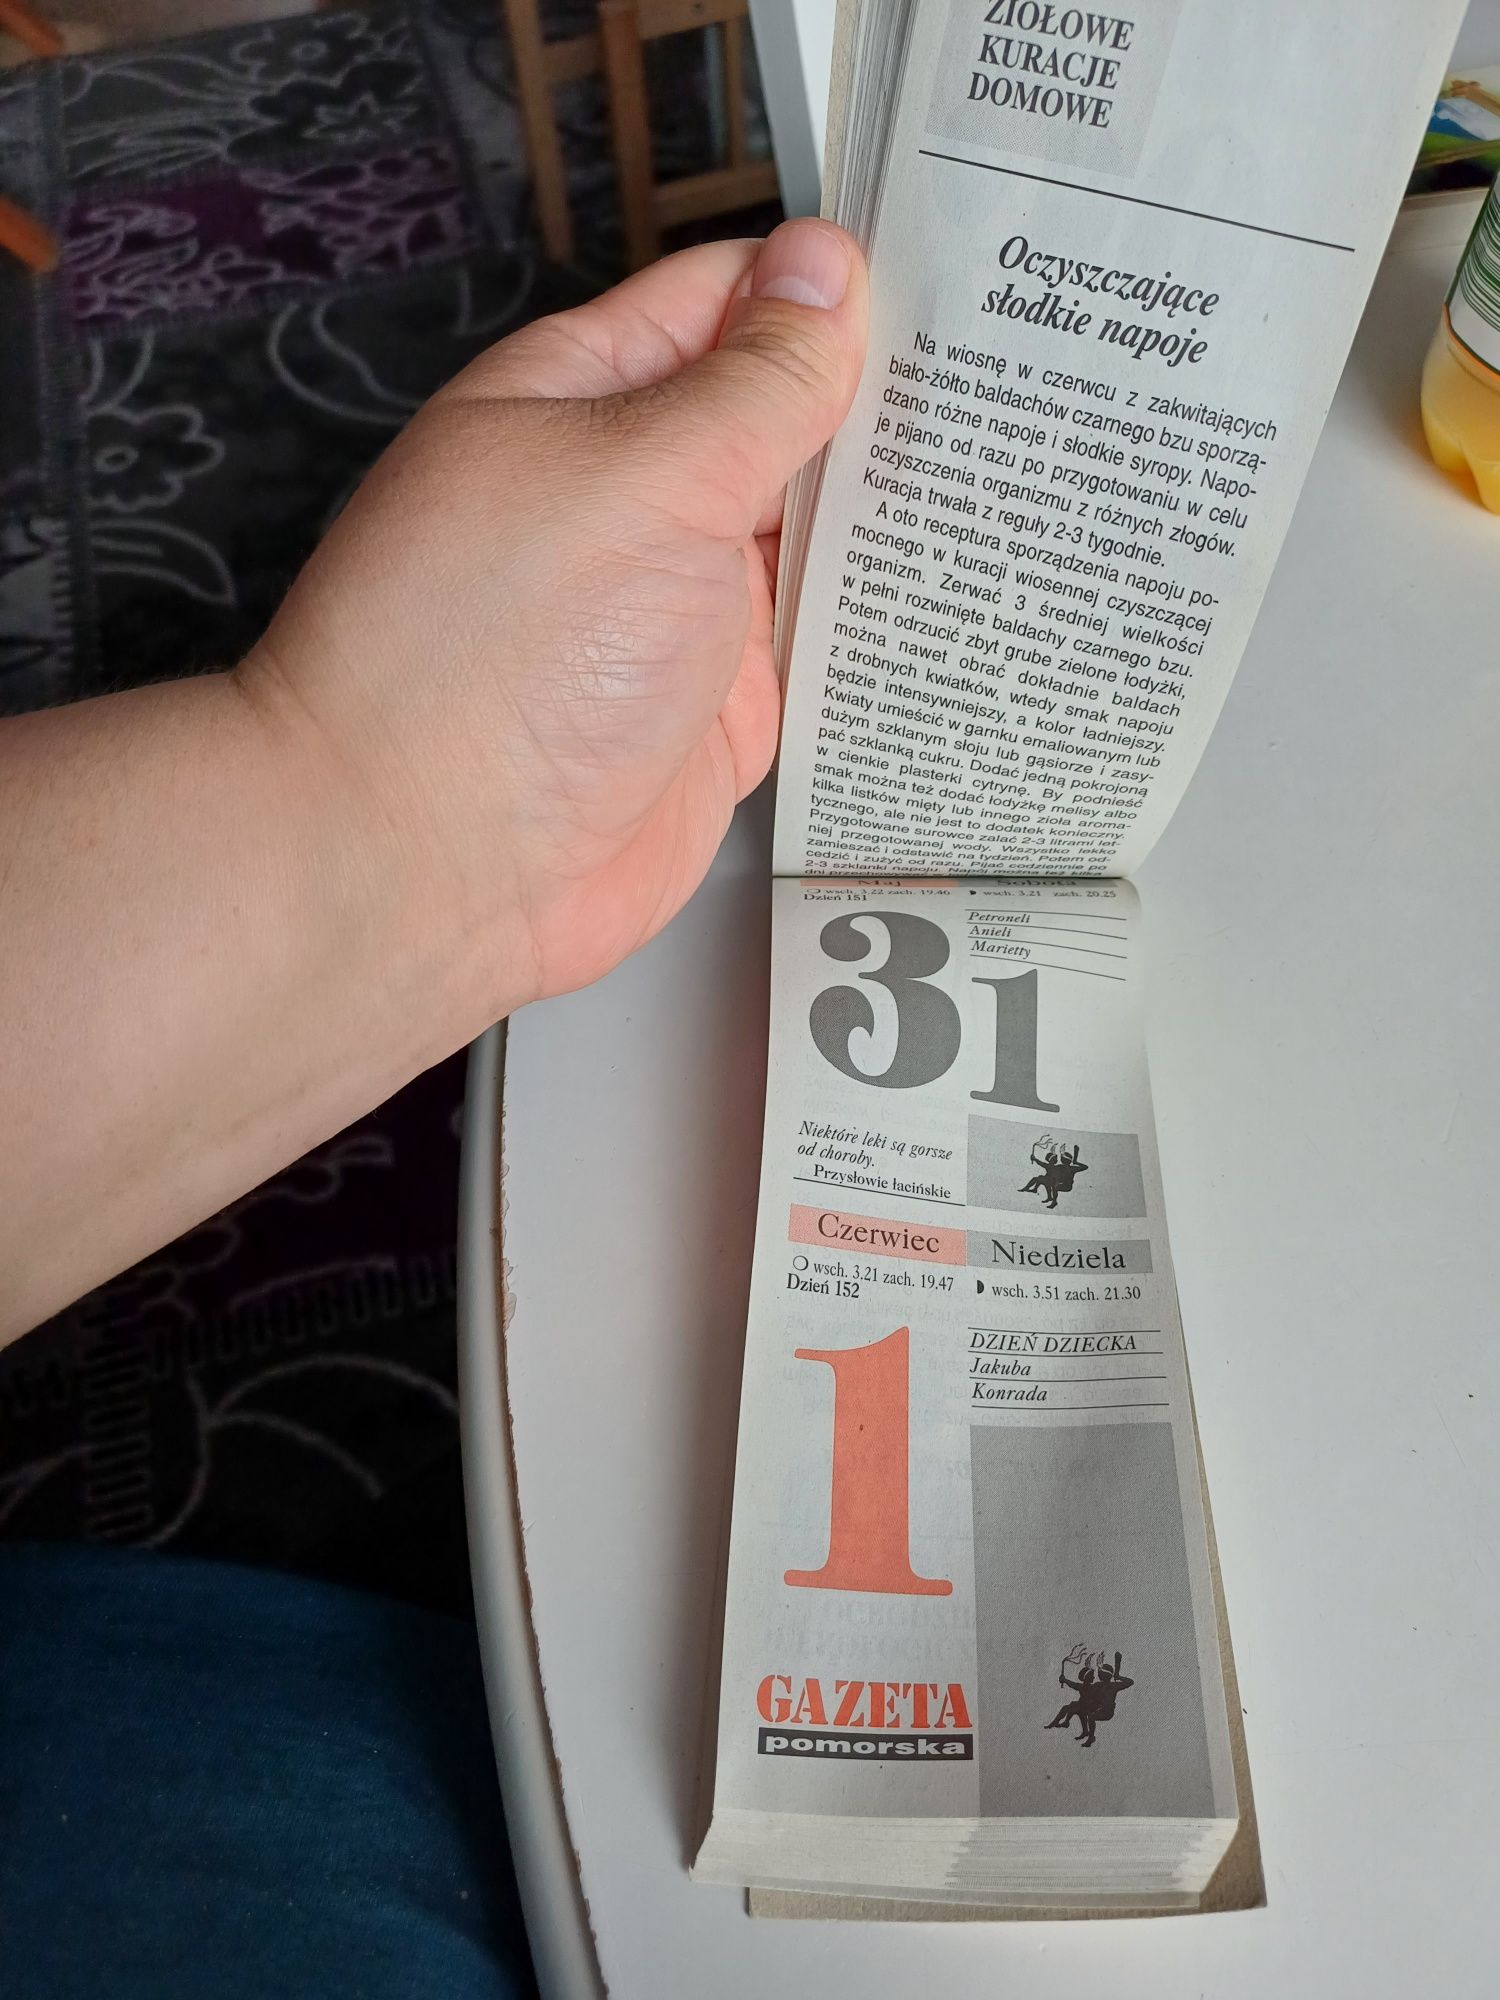 ZIOŁOWE
KURACJE
DOMOWE
Oczyszczające
słodkie napoje
Na wiosnę w czerwcu z zakwitających
biało-żółto baldachów czarnego bzu sporzą-
dzano różne napoje i słodkie syropy. Napo-
je pijano od razu po przygotowaniu w celu
oczyszczenia organizmu z różnych złogów.
Kuracja trwała z reguły 2-3 tygodnie.
A oto receptura sporządzenia napoju po-
mocnego w kuracji wiosennej czyszczącej
organizm. Zerwać 3 średniej wielkości
w pełni rozwinięte baldachy czarnego bzu.
Potem odrzucić zbyt grube zielone łodyżki,
można nawet obrać dokładnie baldach
z drobnych kwiatków, wtedy smak napoju
będzie intensywniejszy, a kolor ładniejszy.
Kwiaty umieścić w garnku emaliowanym lub
dużym szklanym słoju lub gąsiorze i zasy-
pać szklanką cukru. Dodać jedną pokrojoną
w cienkie plasterki cytrynę. By podnieść
smak można też dodać łodyżkę melisy albo
kilka listków mięty lub innego zioła aroma-
tycznego, ale nie jest to dodatek konieczny.
Przygotowane surowce zalać 2-3 litrami let-
niej przegotowanej wody. Wszystko lekko
zamieszać i odstawić na tydzień. Potem od-
cedzić i zużyć od razu. Pijać codziennie po
2-3 szklanki napoju. Napój można też kilka
dni przechowywać w
Maj Sobota
wsch. 3.22 zach. 19.46 wsch. 3.21 zach. 20.25
Dzień 151
31
Petroneli
Anieli
Marietty
Niektóre leki są gorsze
od choroby.
Przysłowie łacińskie
Czerwiec Niedziela
wsch. 3.21 zach. 19.47 wsch. 3.51 zach. 21.30
Dzień 152
1
DZIEŃ DZIECKA
Jakuba
Konrada
GAZETA
pomorska